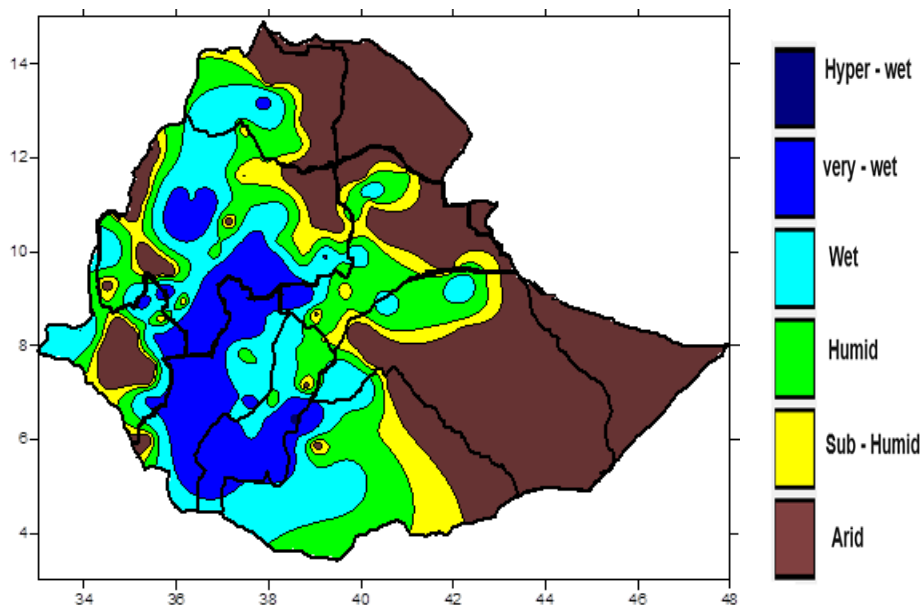 14
12
10
8
6
4
34 36 38 40 42 44 46 48
Hyper - wet
very - wet
Wet
Humid
Sub - Humid
Arid